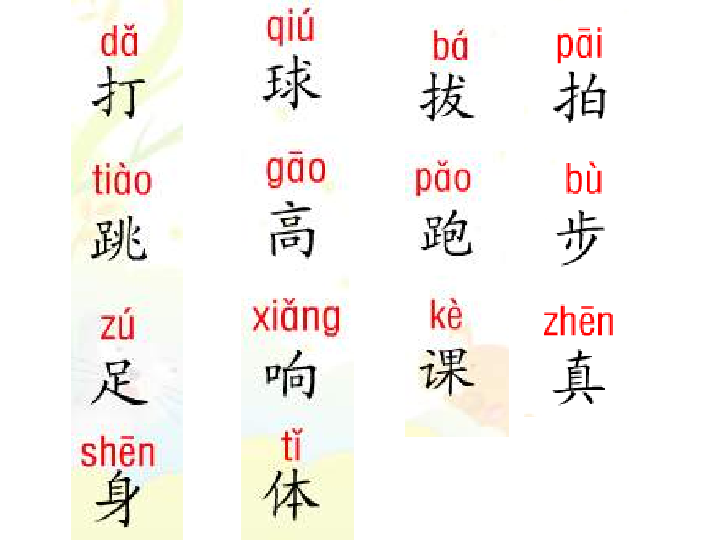 dǎ qiú bá pāi
打 球 拔 拍
tiào gāo pǎo bù
跳 高 跑 步
zú xiǎng kè zhēn
足 响 课 真
shēn tǐ
身 体